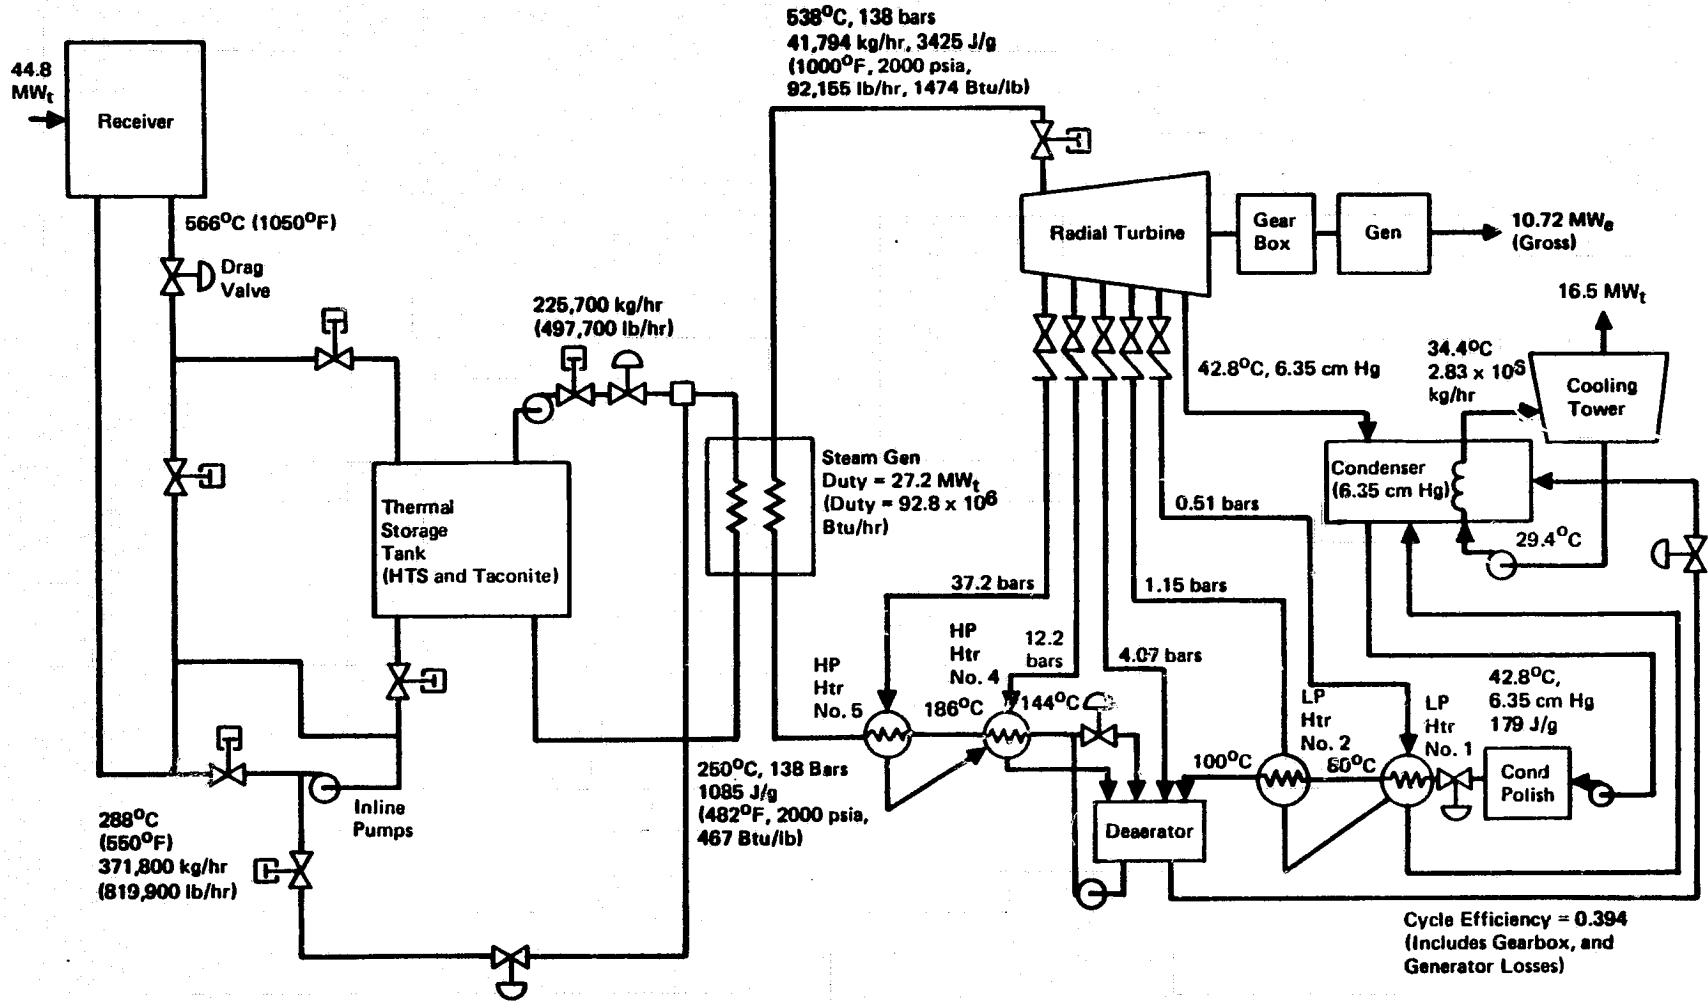 538°C, 138 bars
41,794 kg/hr, 3425 J/g
(1000°F, 2000 psia,
92,155 lb/hr, 1474 Btu/lb)
44.8
MWt
Receiver
566°C (1050°F)
Drag
Valve
Radial Turbine
Gear
Box
Gen
10.72 MWe
(Gross)
16.5 MWt
225,700 kg/hr
(497,700 lb/hr)
42.8°C, 6.35 cm Hg
34.4°C
2.83 x 10⁶
kg/hr
Cooling
Tower
Condenser
(6.35 cm Hg)
29.4°C
Steam Gen
Duty = 27.2 MWt
(Duty = 92.8 x 10⁶
Btu/hr)
Thermal
Storage
Tank
(HTS and Taconite)
0.51 bars
37.2 bars
1.15 bars
HP
Htr
No. 4
12.2
bars
4.07 bars
HP
Htr
No. 5
186°C
144°C
LP
Htr
No. 2
LP
Htr
No. 1
42.8°C,
6.35 cm Hg
179 J/g
100°C
Cond
Polish
250°C, 138 Bars
1085 J/g
(482°F, 2000 psia,
467 Btu/lb)
Inline
Pumps
288°C
(550°F)
371,800 kg/hr
(819,900 lb/hr)
Deaerator
Cycle Efficiency = 0.394
(Includes Gearbox, and
Generator Losses)